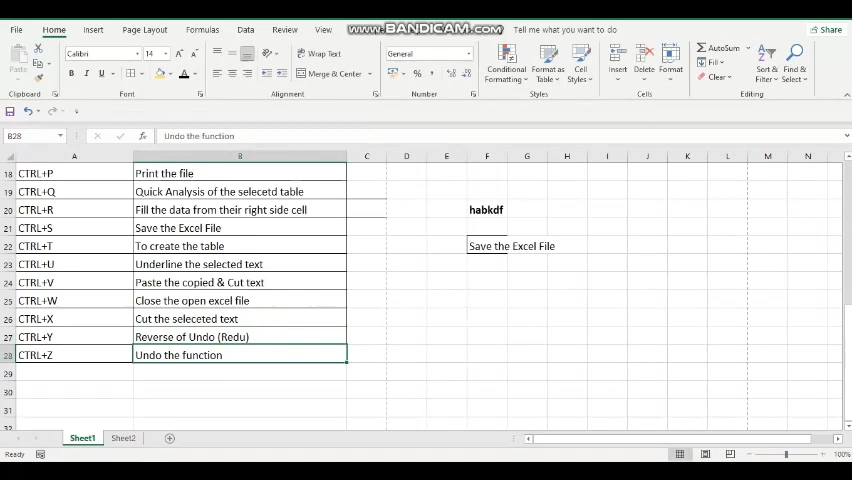 www.BANDICAM.com
File Home Insert Page Layout Formulas Data Review View Tell me what you want to do Share
Calibri 14 Wrap Text General AutoSum
Paste Conditional Format as Cell Insert Delete Format Fill Sort & Find &
B I U Merge & Center % Formatting Table Styles Clear Filter Select
Clipboard Font Alignment Number Styles Cells Editing
B28 fx Undo the function
A B C D E F G H I J K L M N
18 CTRL+P Print the file
19 CTRL+Q Quick Analysis of the selecetd table
20 CTRL+R Fill the data from their right side cell habkdf
21 CTRL+S Save the Excel File
22 CTRL+T To create the table Save the Excel File
23 CTRL+U Underline the selected text
24 CTRL+V Paste the copied & Cut text
25 CTRL+W Close the open excel file
26 CTRL+X Cut the seleceted text
27 CTRL+Y Reverse of Undo (Redu)
28 CTRL+Z Undo the function
29
30
31
32
Sheet1 Sheet2
Ready 100%